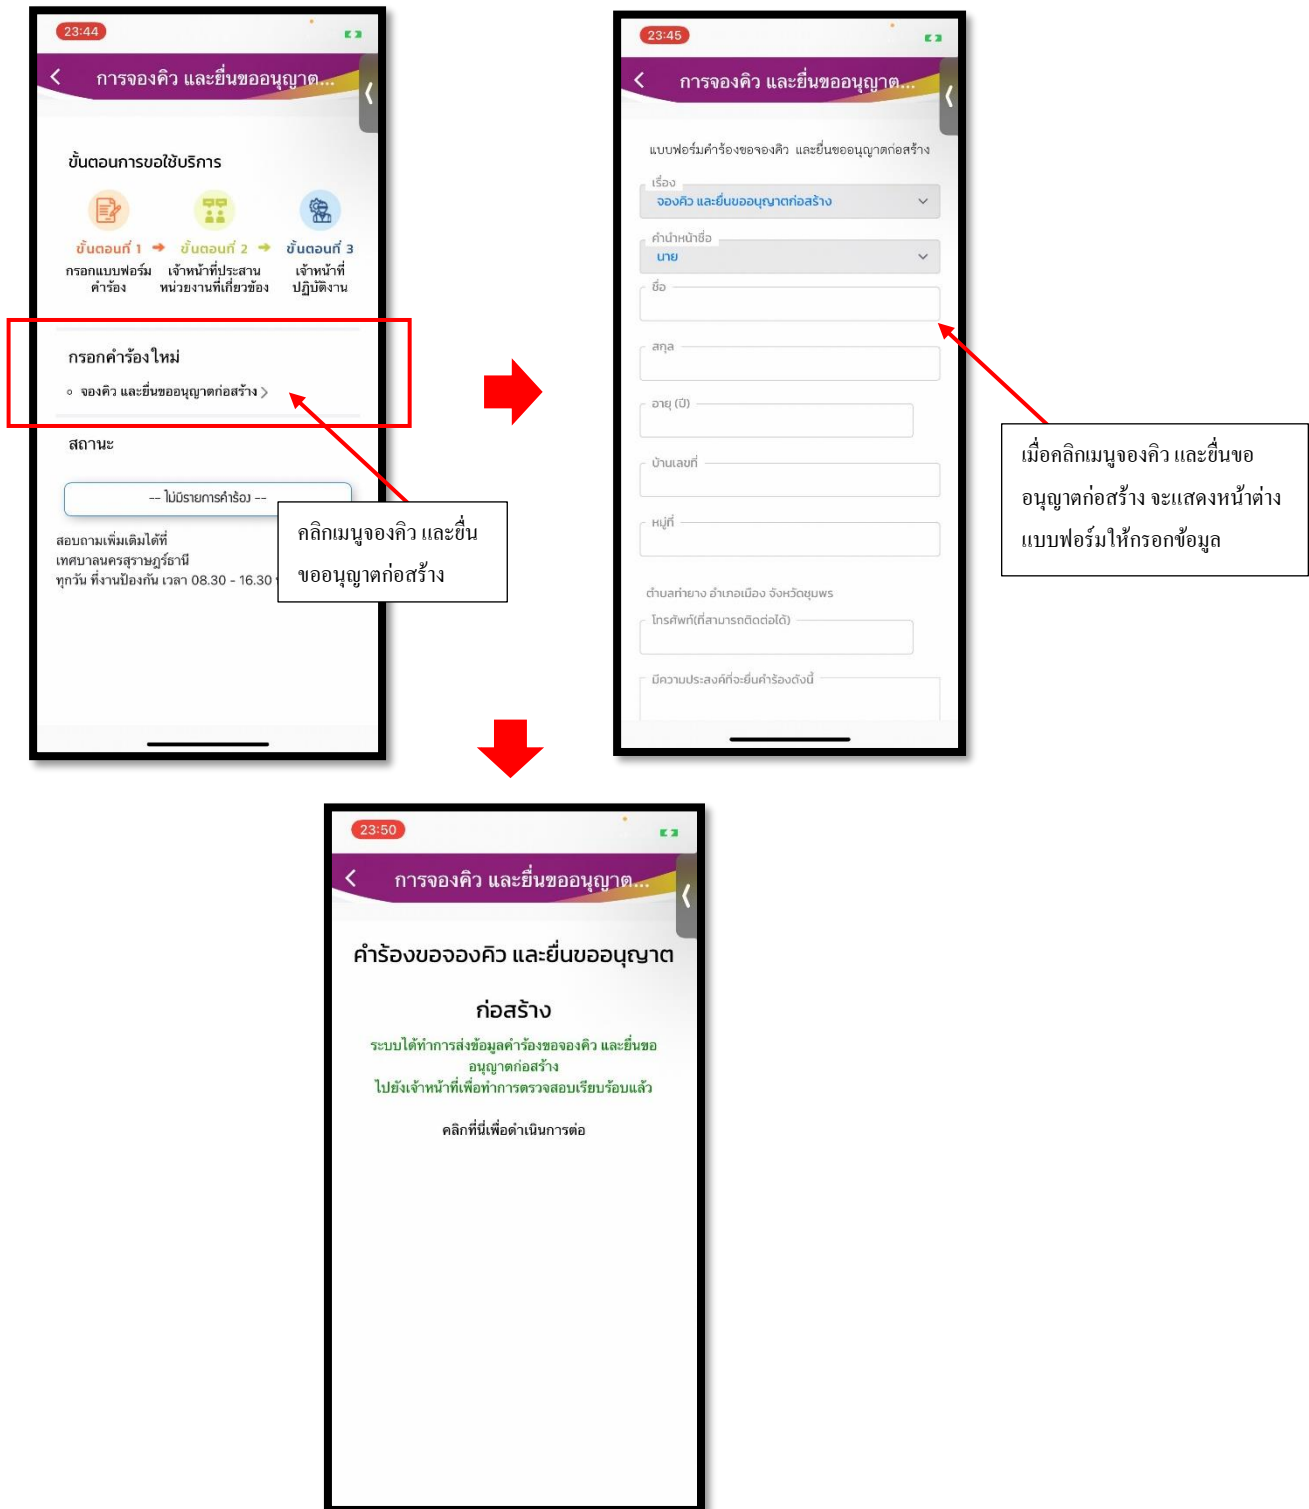 23:44
การจองคิว และยื่นขออนุญาต...
ขั้นตอนการขอใช้บริการ
ขั้นตอนที่ 1
ขั้นตอนที่ 2
ขั้นตอนที่ 3
กรอกแบบฟอร์ม
คำร้อง
เจ้าหน้าที่ประสาน
หน่วยงานที่เกี่ยวข้อง
เจ้าหน้าที่
ปฏิบัติงาน
กรอกคำร้องใหม่
จองคิว และยื่นขออนุญาตก่อสร้าง
สถานะ
-- ไม่มีรายการคำร้อง --
สอบถามเพิ่มเติมได้ที่
เทศบาลนครสุราษฎร์ธานี
ทุกวัน ที่งานป้องกัน เวลา 08.30 - 16.30
คลิกเมนูจองคิว และยื่น
ขออนุญาตก่อสร้าง
23:45
การจองคิว และยื่นขออนุญาต...
แบบฟอร์มคำร้องขอจองคิว และยื่นขออนุญาตก่อสร้าง
เรื่อง
จองคิว และยื่นขออนุญาตก่อสร้าง
คำนำหน้าชื่อ
นาย
ชื่อ
สกุล
อายุ (ปี)
บ้านเลขที่
หมู่ที่
ตำบลท่ายาง อำเภอเมือง จังหวัดชุมพร
โทรศัพท์(ที่สามารถติดต่อได้)
มีความประสงค์ที่จะยื่นคำร้องดังนี้
เมื่อคลิกเมนูจองคิว และยื่นขอ
อนุญาตก่อสร้าง จะแสดงหน้าต่าง
แบบฟอร์มให้กรอกข้อมูล
23:50
การจองคิว และยื่นขออนุญาต...
คำร้องขอจองคิว และยื่นขออนุญาต
ก่อสร้าง
ระบบได้ทำการส่งข้อมูลคำร้องขอจองคิว และยื่นขอ
อนุญาตก่อสร้าง
ไปยังเจ้าหน้าที่เพื่อทำการตรวจสอบเรียบร้อยแล้ว
คลิกที่นี่เพื่อดำเนินการต่อ